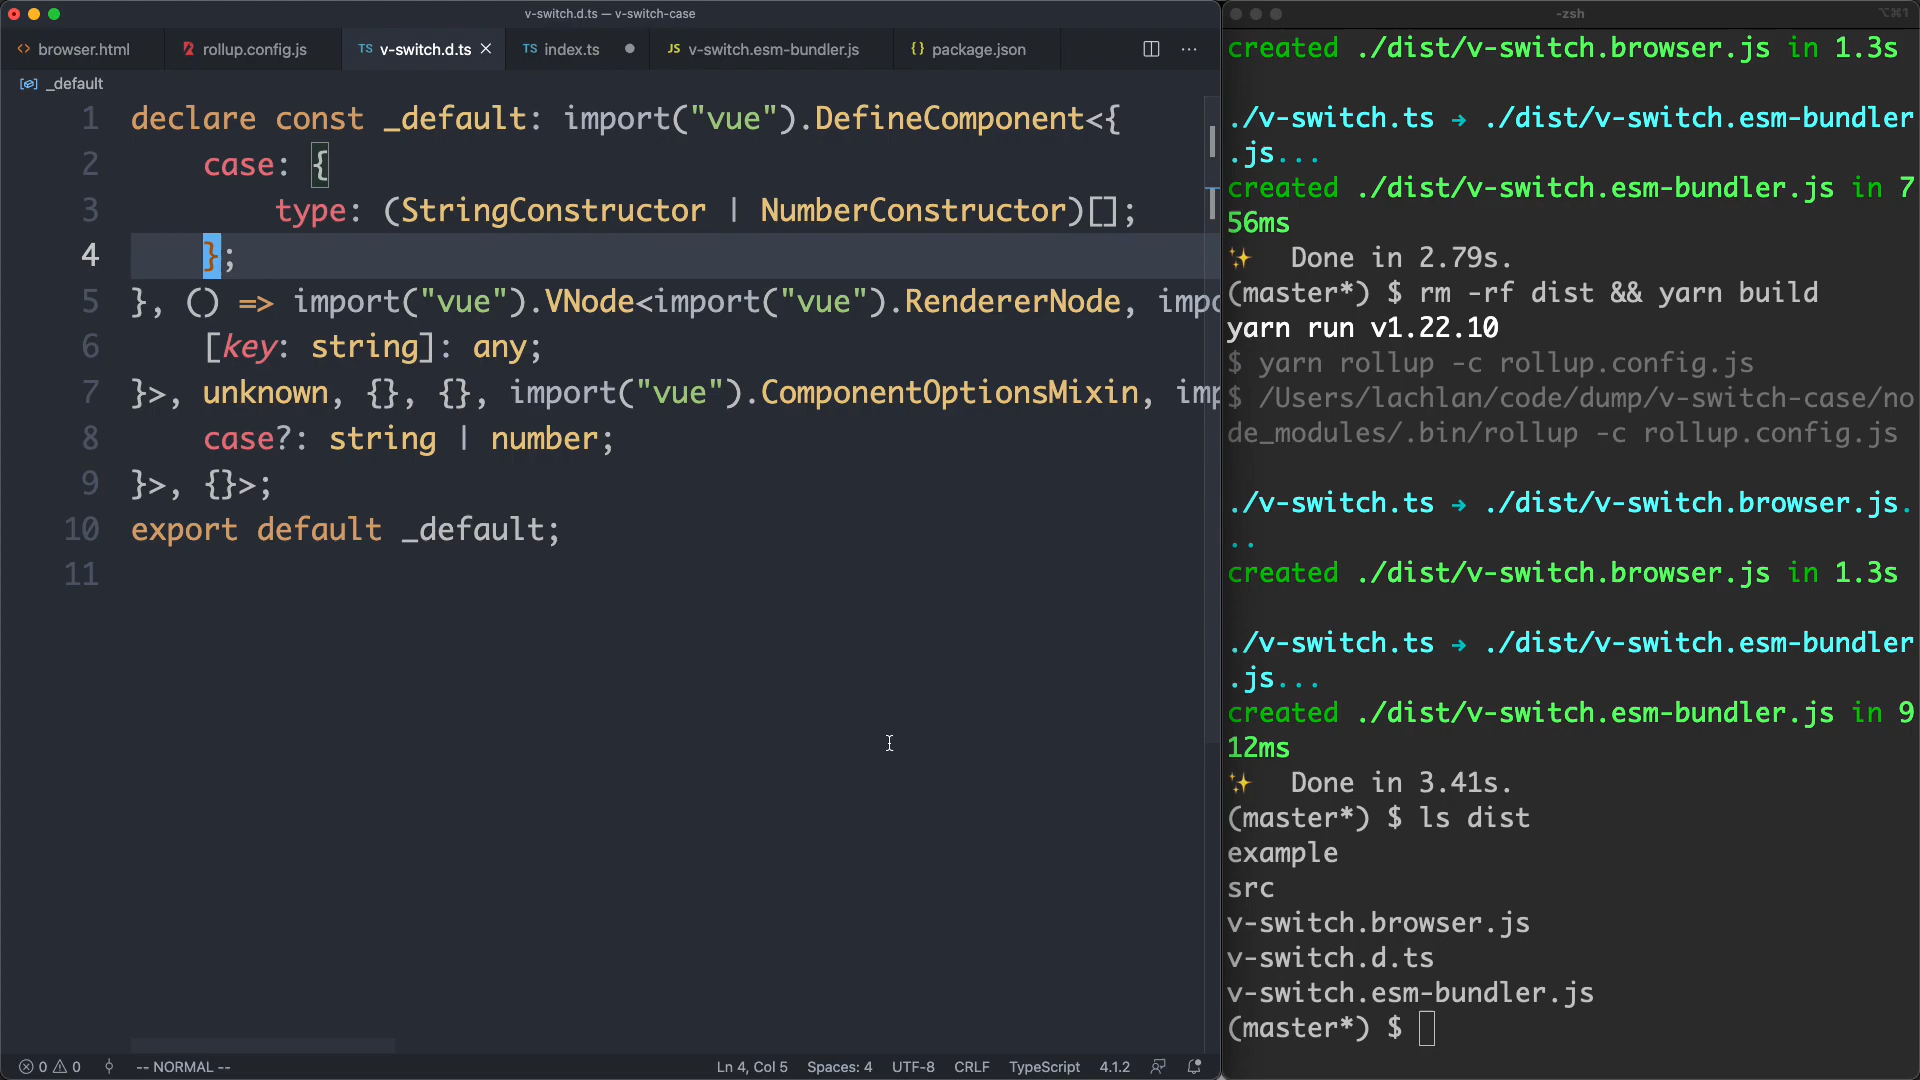 v-switch.d.ts — v-switch-case
browser.html
rollup.config.js
TS v-switch.d.ts
TS index.ts
JS v-switch.esm-bundler.js
{} package.json
_default
1 declare const _default: import("vue").DefineComponent<{
2 case: {
3 type: (StringConstructor | NumberConstructor)[];
4 };
5 }, () => import("vue").VNode<import("vue").RendererNode, impo
6 [key: string]: any;
7 }>, unknown, {}, {}, import("vue").ComponentOptionsMixin, imp
8 case?: string | number;
9 }>, {}>;
10 export default _default;
11
0 0 -- NORMAL --
Ln 4, Col 5 Spaces: 4 UTF-8 CRLF TypeScript 4.1.2
-zsh
⌥⌘1
created ./dist/v-switch.browser.js in 1.3s
./v-switch.ts → ./dist/v-switch.esm-bundler
.js...
created ./dist/v-switch.esm-bundler.js in 7
56ms
✨ Done in 2.79s.
(master*) $ rm -rf dist && yarn build
yarn run v1.22.10
$ yarn rollup -c rollup.config.js
$ /Users/lachlan/code/dump/v-switch-case/no
de_modules/.bin/rollup -c rollup.config.js
./v-switch.ts → ./dist/v-switch.browser.js.
..
created ./dist/v-switch.browser.js in 1.3s
./v-switch.ts → ./dist/v-switch.esm-bundler
.js...
created ./dist/v-switch.esm-bundler.js in 9
12ms
✨ Done in 3.41s.
(master*) $ ls dist
example
src
v-switch.browser.js
v-switch.d.ts
v-switch.esm-bundler.js
(master*) $